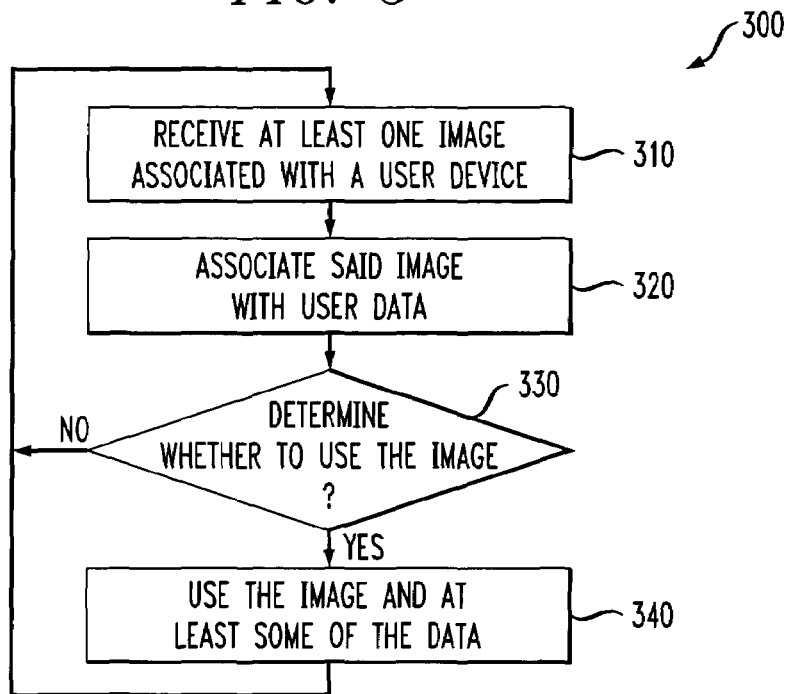 300
RECEIVE AT LEAST ONE IMAGE
ASSOCIATED WITH A USER DEVICE
310
ASSOCIATE SAID IMAGE
WITH USER DATA
320
330
DETERMINE
WHETHER TO USE THE IMAGE
?
NO
YES
USE THE IMAGE AND AT
LEAST SOME OF THE DATA
340